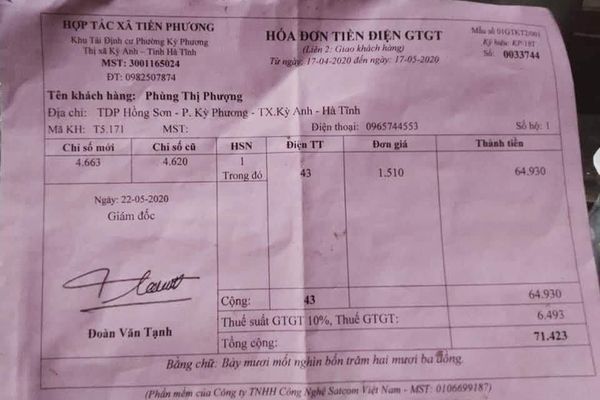 HỢP TÁC XÃ TIẾN PHƯƠNG
Khu Tái Định cư Phường Kỳ Phương
Thị xã Kỳ Anh - Tỉnh Hà Tĩnh
MST: 3001165024
ĐT: 0982507874
HÓA ĐƠN TIỀN ĐIỆN GTGT
(Liên 2: Giao khách hàng)
Từ ngày: 17-04-2020 đến ngày: 17-05-2020
Mẫu số 01GTKT2/001
Ký hiệu: KP-19T
Số: 0033744
Tên khách hàng: Phùng Thị Phượng
Địa chỉ: TDP Hồng Sơn - P. Kỳ Phương - TX.Kỳ Anh - Hà Tĩnh
Mã KH: T5.171 MST: Điện thoại: 0965744553 Số hộ: 1
Chỉ số mới Chỉ số cũ HSN Điện TT Đơn giá Thành tiền
4.663 4.620 1
Trong đó 43 1.510 64.930
Ngày: 22-05-2020
Giám đốc
Đoàn Văn Tạnh
Cộng: 43 64.930
Thuế suất GTGT 10%, Thuế GTGT: 6.493
Tổng cộng: 71.423
Bằng chữ: Bảy mươi mốt nghìn bốn trăm hai mươi ba đồng.
(Phần mềm của Công ty TNHH Công Nghệ Satcom Việt Nam - MST: 0106699187)